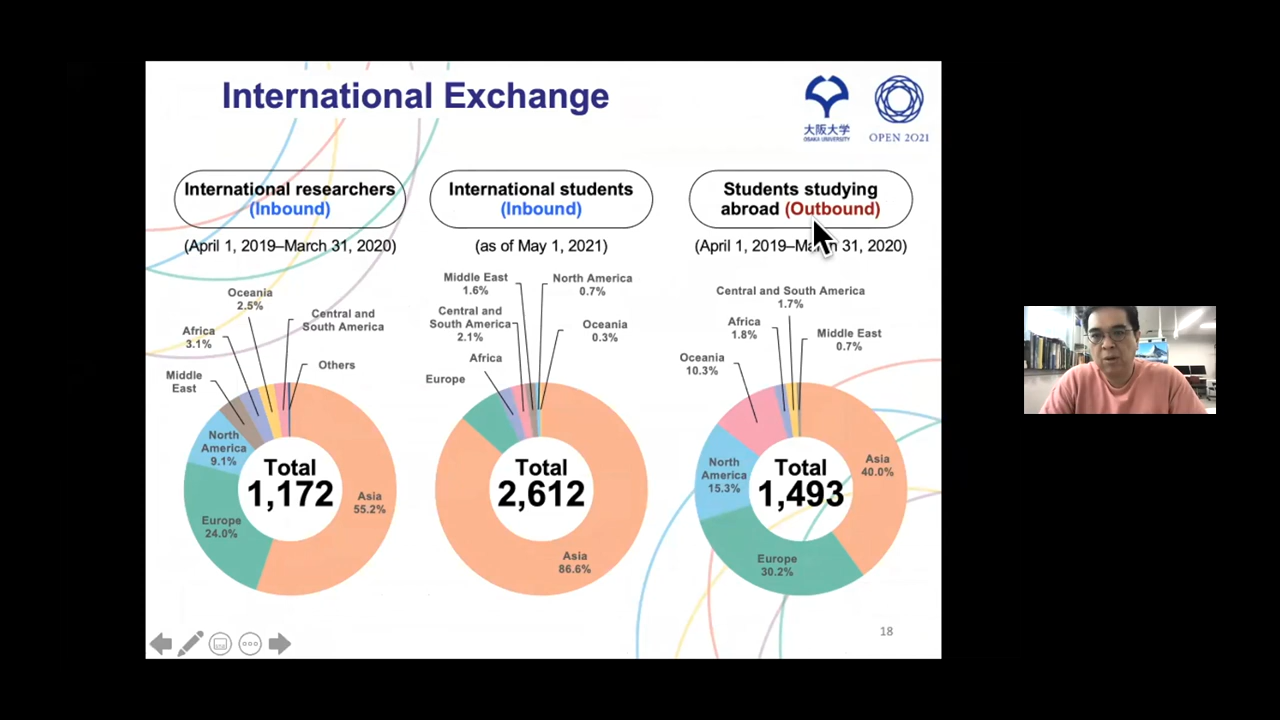 International Exchange
大阪大学
OSAKA UNIVERSITY
OPEN 2021
International researchers
(Inbound)
(April 1, 2019–March 31, 2020)
Oceania
2.5%
Central and
South America
Africa
3.1%
Others
Middle
East
North
America
9.1%
Total
1,172
Asia
55.2%
Europe
24.0%
International students
(Inbound)
(as of May 1, 2021)
Middle East
1.6%
North America
0.7%
Central and
South America
2.1%
Oceania
0.3%
Africa
Europe
Total
2,612
Asia
86.6%
Students studying
abroad (Outbound)
(April 1, 2019–March 31, 2020)
Central and South America
1.7%
Africa
1.8%
Middle East
0.7%
Oceania
10.3%
North
America
15.3%
Total
1,493
Asia
40.0%
Europe
30.2%
18